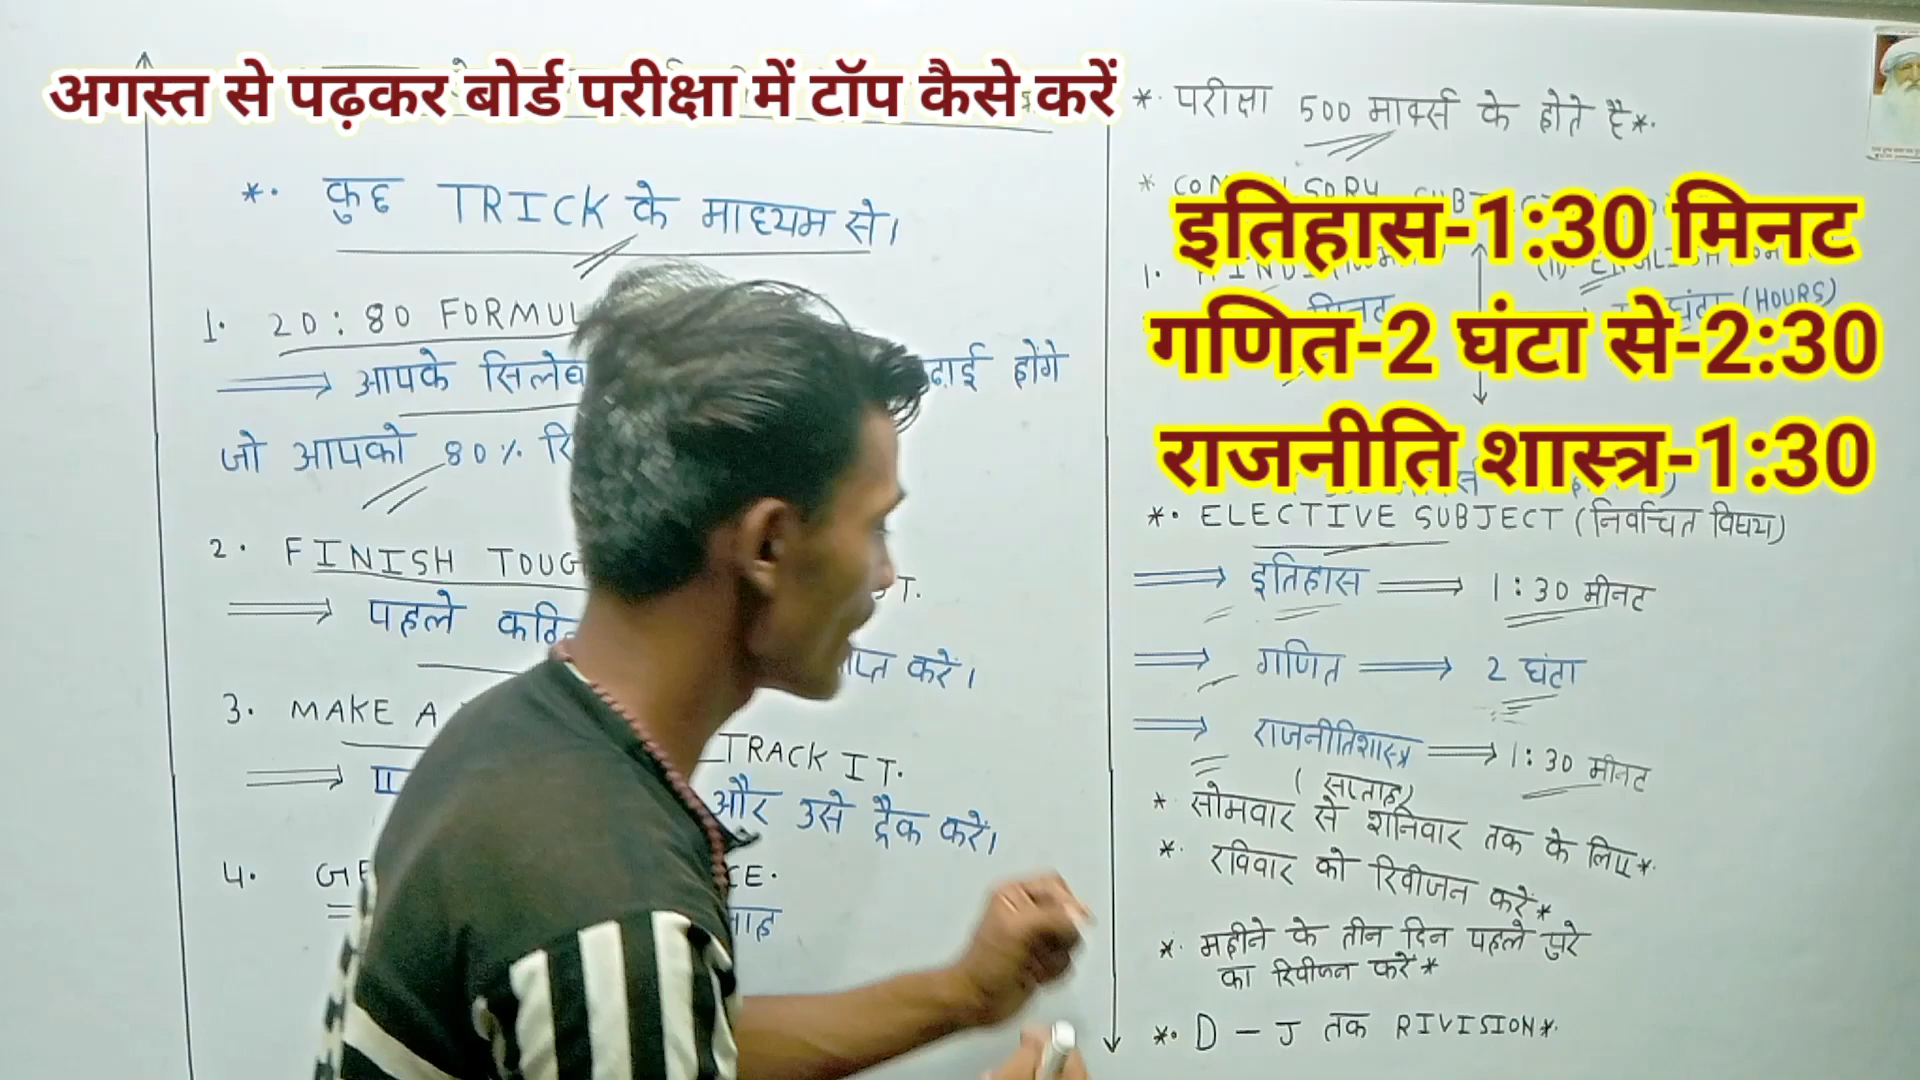 अगस्त से पढ़कर बोर्ड परीक्षा में टॉप कैसे करें
*. कुछ TRICK के माध्यम से।
1. 20:80 FORMUL
आपके सिलेब ढ़ाई होंगे
जो आपको 80% रि
2. FINISH TOUG T.
पहले कठि
प्त करें।
3. MAKE A TRACK IT.
और उसे ट्रैक करें।
4. GE CE.
लाह
*. परीक्षा 500 मार्क्स के होते है*.
इतिहास-1:30 मिनट
गणित-2 घंटा से-2:30
राजनीति शास्त्र-1:30
घंटा (HOURS)
*. ELECTIVE SUBJECT (निर्वाचित विषय)
इतिहास 1:30 मीनट
गणित 2 घंटा
राजनीतिशास्त्र 1:30 मीनट
(सप्ताह)
* सोमवार से शनिवार तक के लिए*.
*. रविवार को रिवीजन करें*
*. महीने के तीन दिन पहले पुरे
का रिवीजन करें*
*. D - J तक RIVISION*.